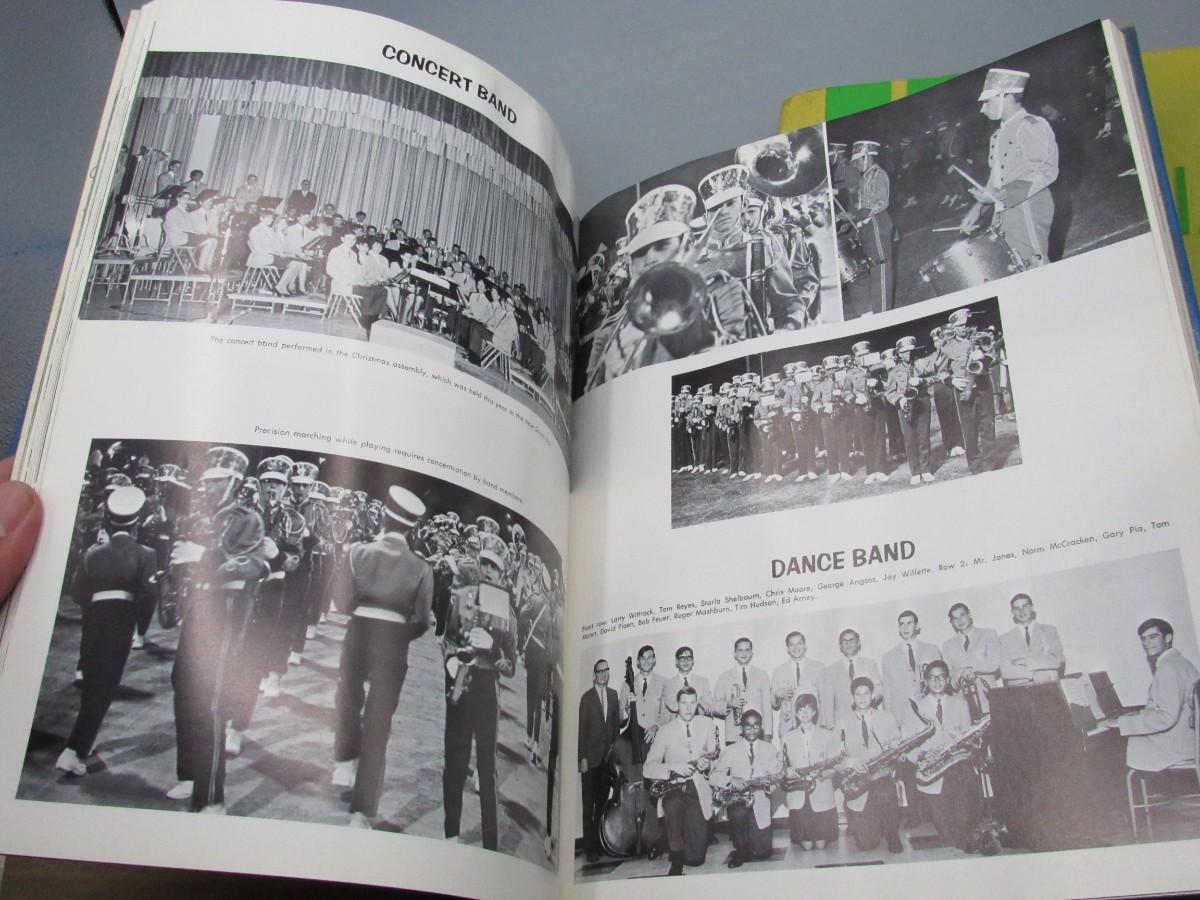 CONCERT BAND
The concert band performed in the Christmas assembly, which was held this year in the new
Precision marching while playing requires concentration by band members.
DANCE BAND
Front row: Larry Wittrock, Tom Reyes, Starla Shelbourn, Chris Moore, George Angcos, Jay Willette. Row 2: Mr. Jones, Norm McCracken, Gary Pia, Tom
David Ploen, Bob Feuer, Roger Mashburn, Tim Hudson, Ed Arney.